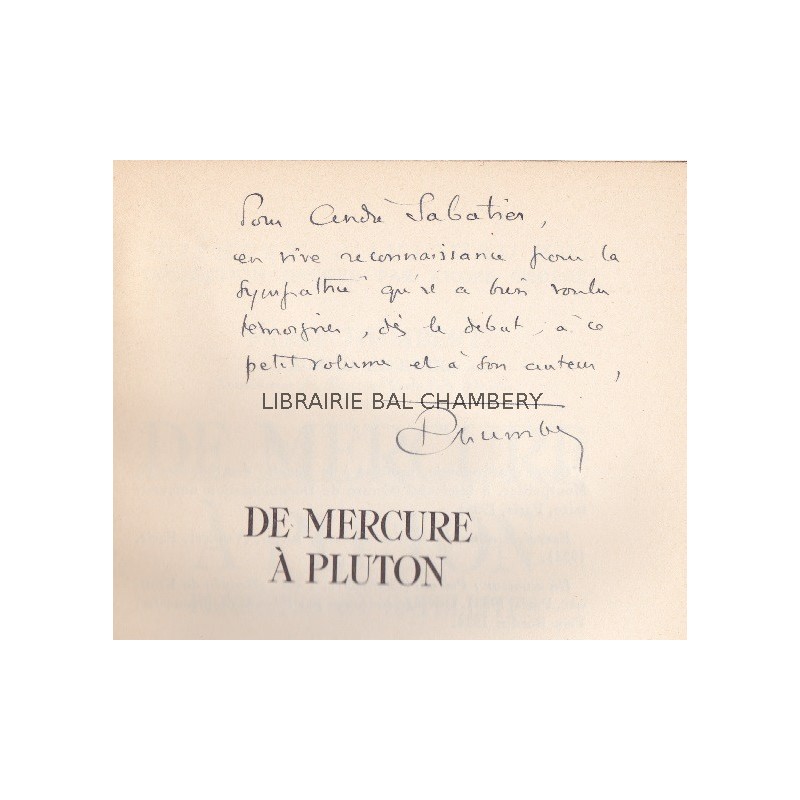 Pour André Sabatier,
en vive reconnaissance pour la
sympathie qu'il a bien voulu
témoigner, dès le début, à ce
petit volume et à son auteur,
LIBRAIRIE BAL CHAMBERY
DE MERCURE
À PLUTON